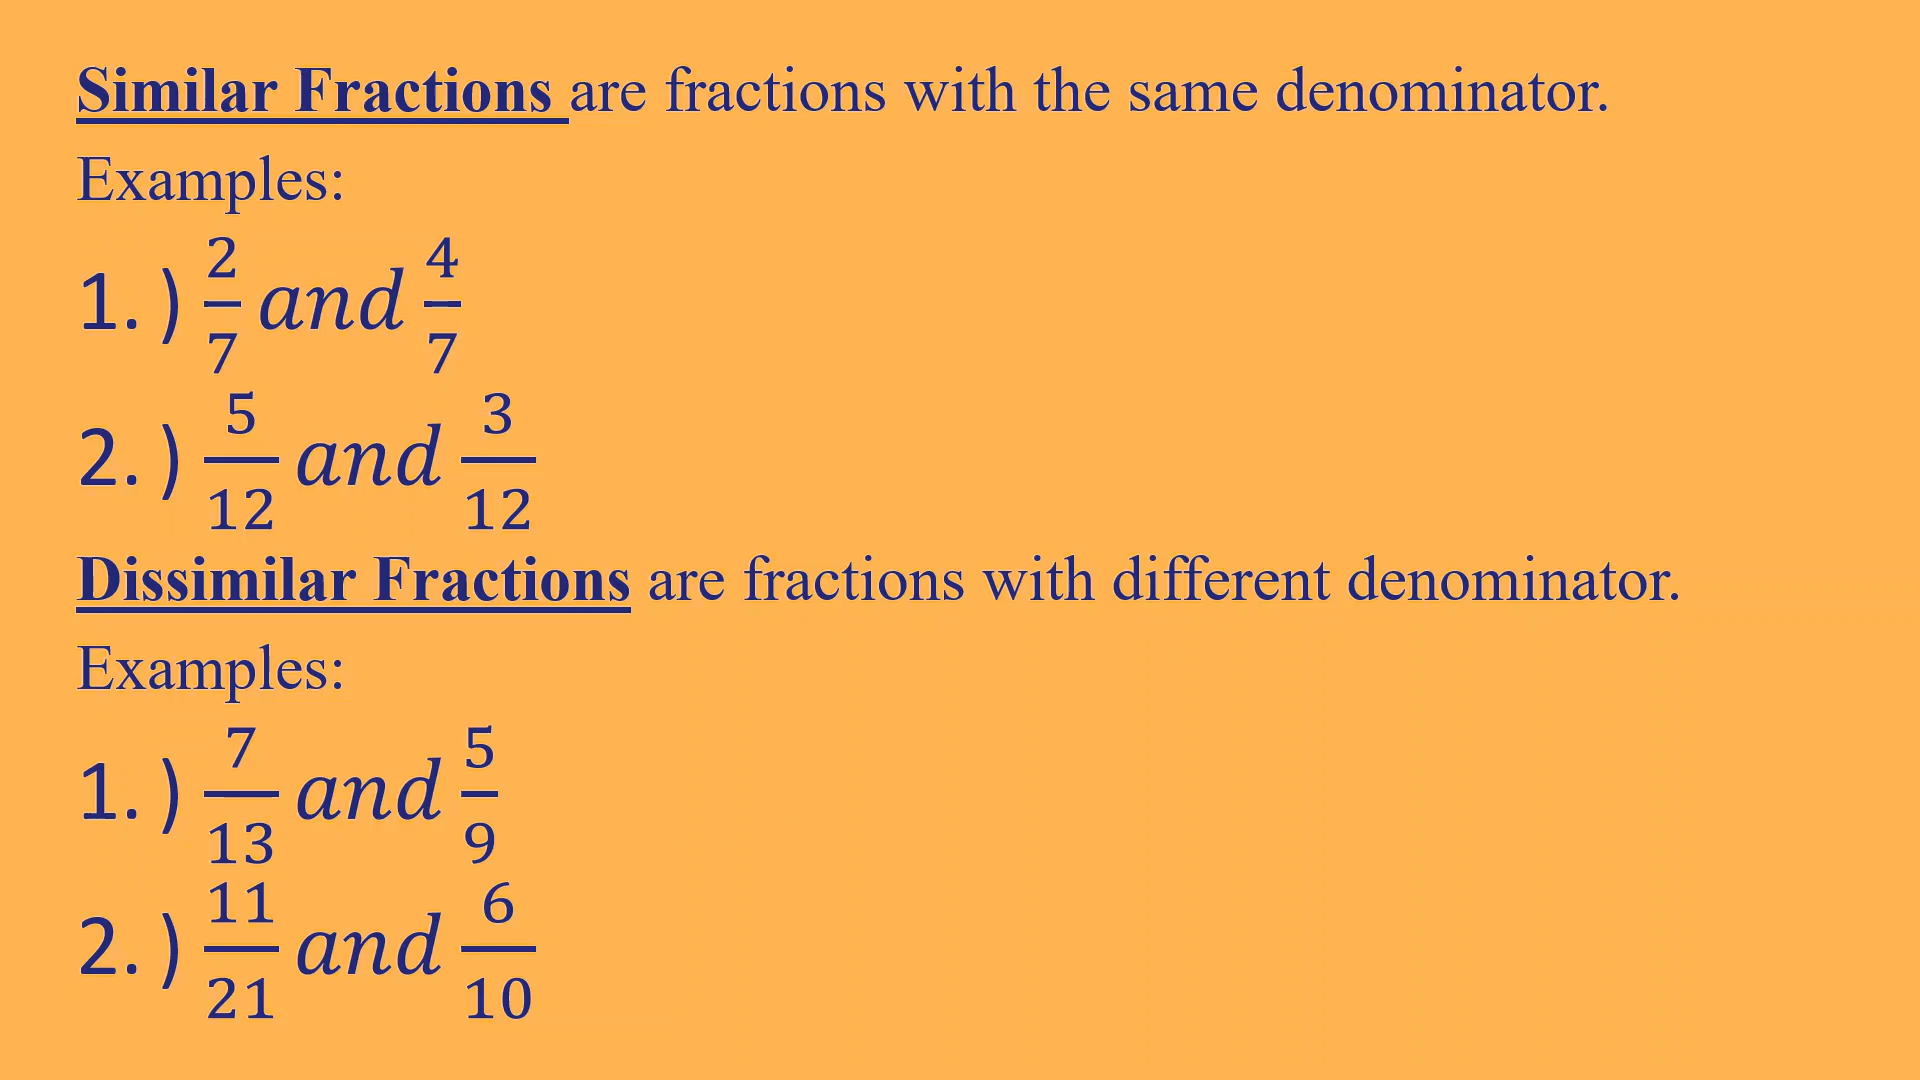 Similar Fractions are fractions with the same denominator.
Examples:
1. ) 2/7 and 4/7
2. ) 5/12 and 3/12
Dissimilar Fractions are fractions with different denominator.
Examples:
1. ) 7/13 and 5/9
2. ) 11/21 and 6/10